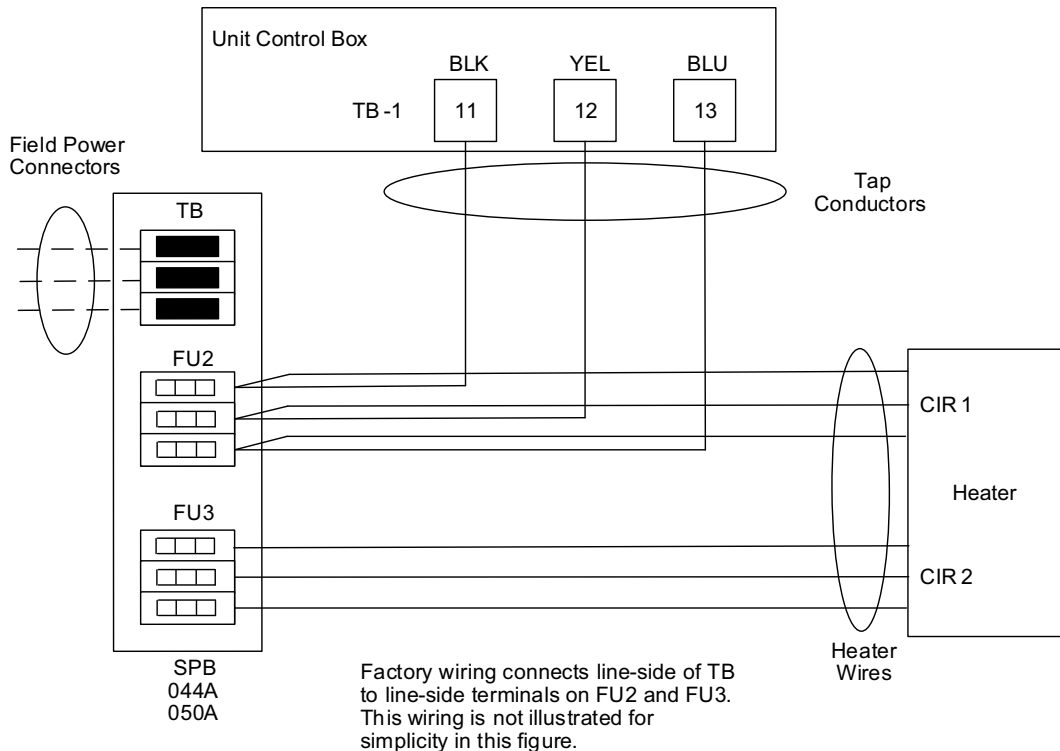 Unit Control Box
BLK YEL BLU
TB-1 11 12 13
Field Power
Connectors
Tap
Conductors
TB
FU2
CIR 1
Heater
FU3
CIR 2
Heater
Wires
SPB
044A
050A
Factory wiring connects line-side of TB
to line-side terminals on FU2 and FU3.
This wiring is not illustrated for
simplicity in this figure.